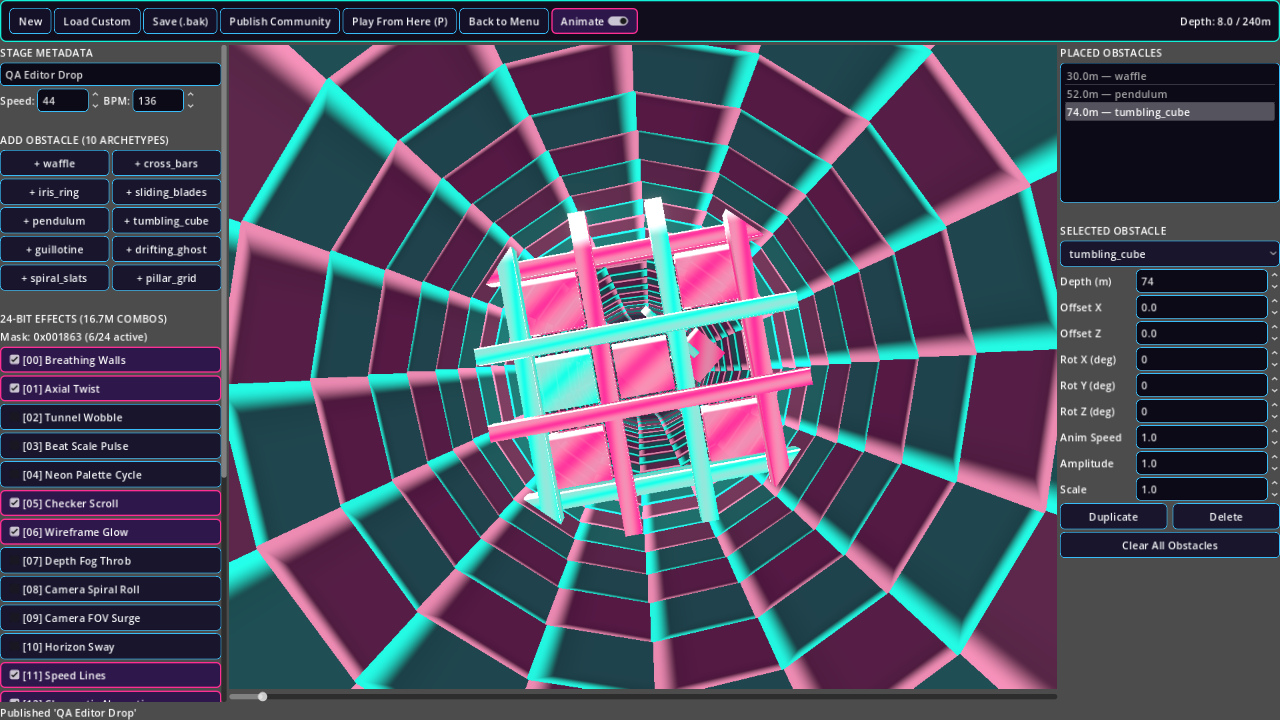 New Load Custom Save (.bak) Publish Community Play From Here (P) Back to Menu Animate Depth: 8.0 / 240m
STAGE METADATA
QA Editor Drop
Speed: 44 BPM: 136
ADD OBSTACLE (10 ARCHETYPES)
+ waffle + cross_bars
+ iris_ring + sliding_blades
+ pendulum + tumbling_cube
+ guillotine + drifting_ghost
+ spiral_slats + pillar_grid
24-BIT EFFECTS (16.7M COMBOS)
Mask: 0x001863 (6/24 active)
[00] Breathing Walls
[01] Axial Twist
[02] Tunnel Wobble
[03] Beat Scale Pulse
[04] Neon Palette Cycle
[05] Checker Scroll
[06] Wireframe Glow
[07] Depth Fog Throb
[08] Camera Spiral Roll
[09] Camera FOV Surge
[10] Horizon Sway
[11] Speed Lines
Published 'QA Editor Drop'
PLACED OBSTACLES
30.0m — waffle
52.0m — pendulum
74.0m — tumbling_cube
SELECTED OBSTACLE
tumbling_cube
Depth (m) 74
Offset X 0.0
Offset Z 0.0
Rot X (deg) 0
Rot Y (deg) 0
Rot Z (deg) 0
Anim Speed 1.0
Amplitude 1.0
Scale 1.0
Duplicate Delete
Clear All Obstacles